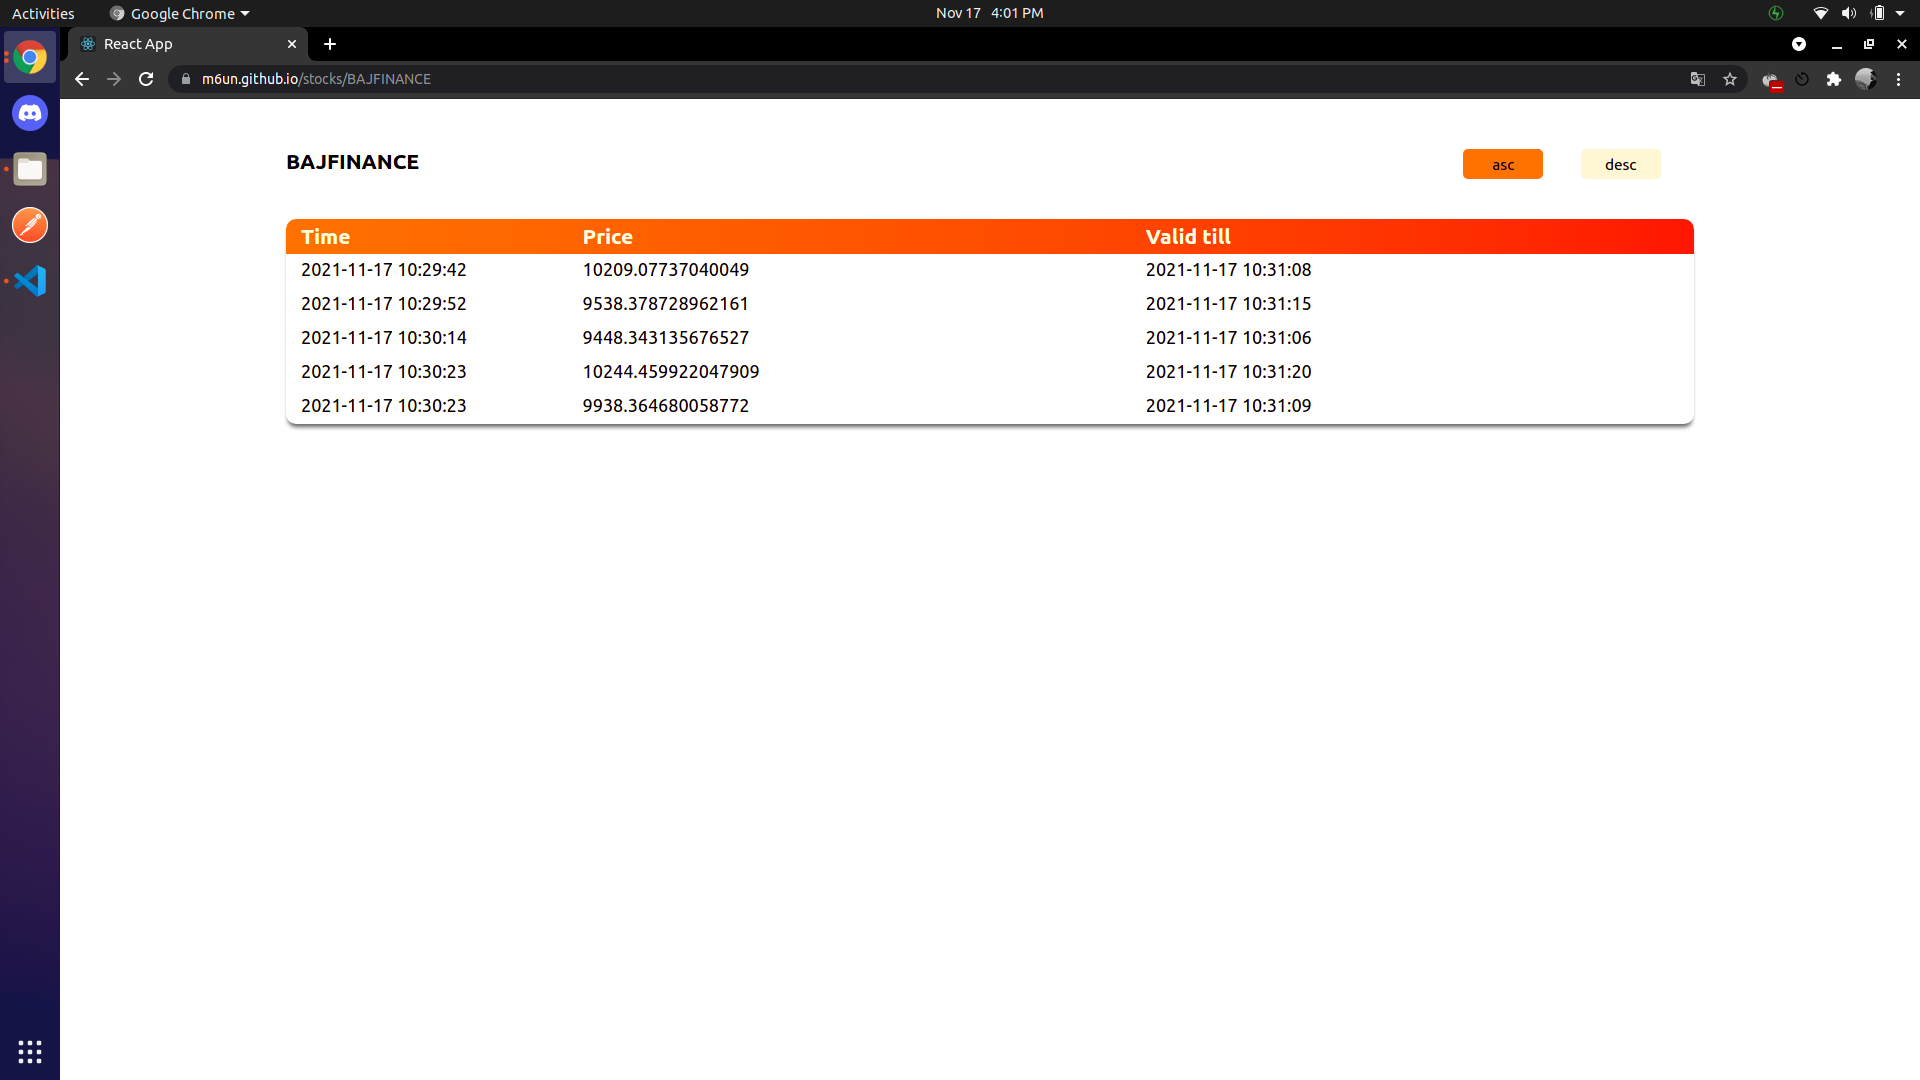 Activities Google Chrome Nov 17 4:01 PM
React App
m6un.github.io/stocks/BAJFINANCE
BAJFINANCE asc desc
Time Price Valid till
2021-11-17 10:29:42 10209.07737040049 2021-11-17 10:31:08
2021-11-17 10:29:52 9538.378728962161 2021-11-17 10:31:15
2021-11-17 10:30:14 9448.343135676527 2021-11-17 10:31:06
2021-11-17 10:30:23 10244.459922047909 2021-11-17 10:31:20
2021-11-17 10:30:23 9938.364680058772 2021-11-17 10:31:09